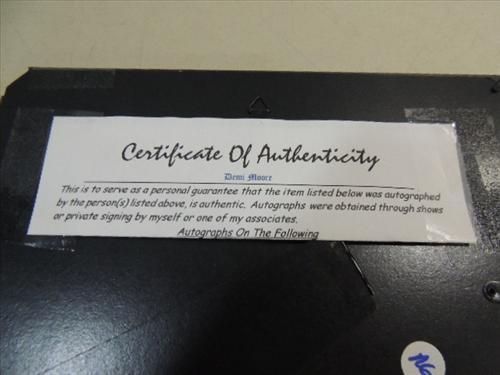 Certificate Of Authenticity
Demi Moore
This is to serve as a personal guarantee that the item listed below was autographed
by the person(s) listed above, is authentic. Autographs were obtained through shows
or private signing by myself or one of my associates.
Autographs On The Following